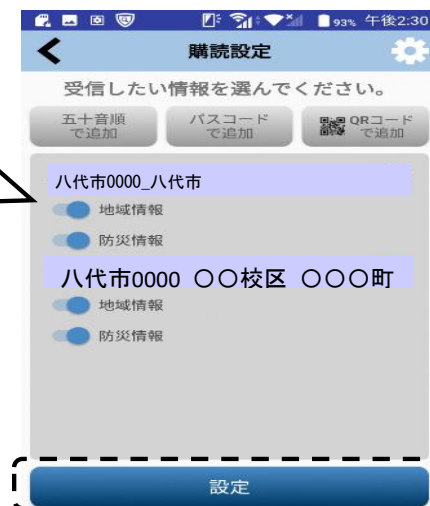 93% 午後2:30
購読設定
受信したい情報を選んでください。
五十音順
で追加
パスコード
で追加
QRコード
で追加
八代市0000_八代市
地域情報
防災情報
八代市0000 〇〇校区 〇〇〇町
地域情報
防災情報
設定